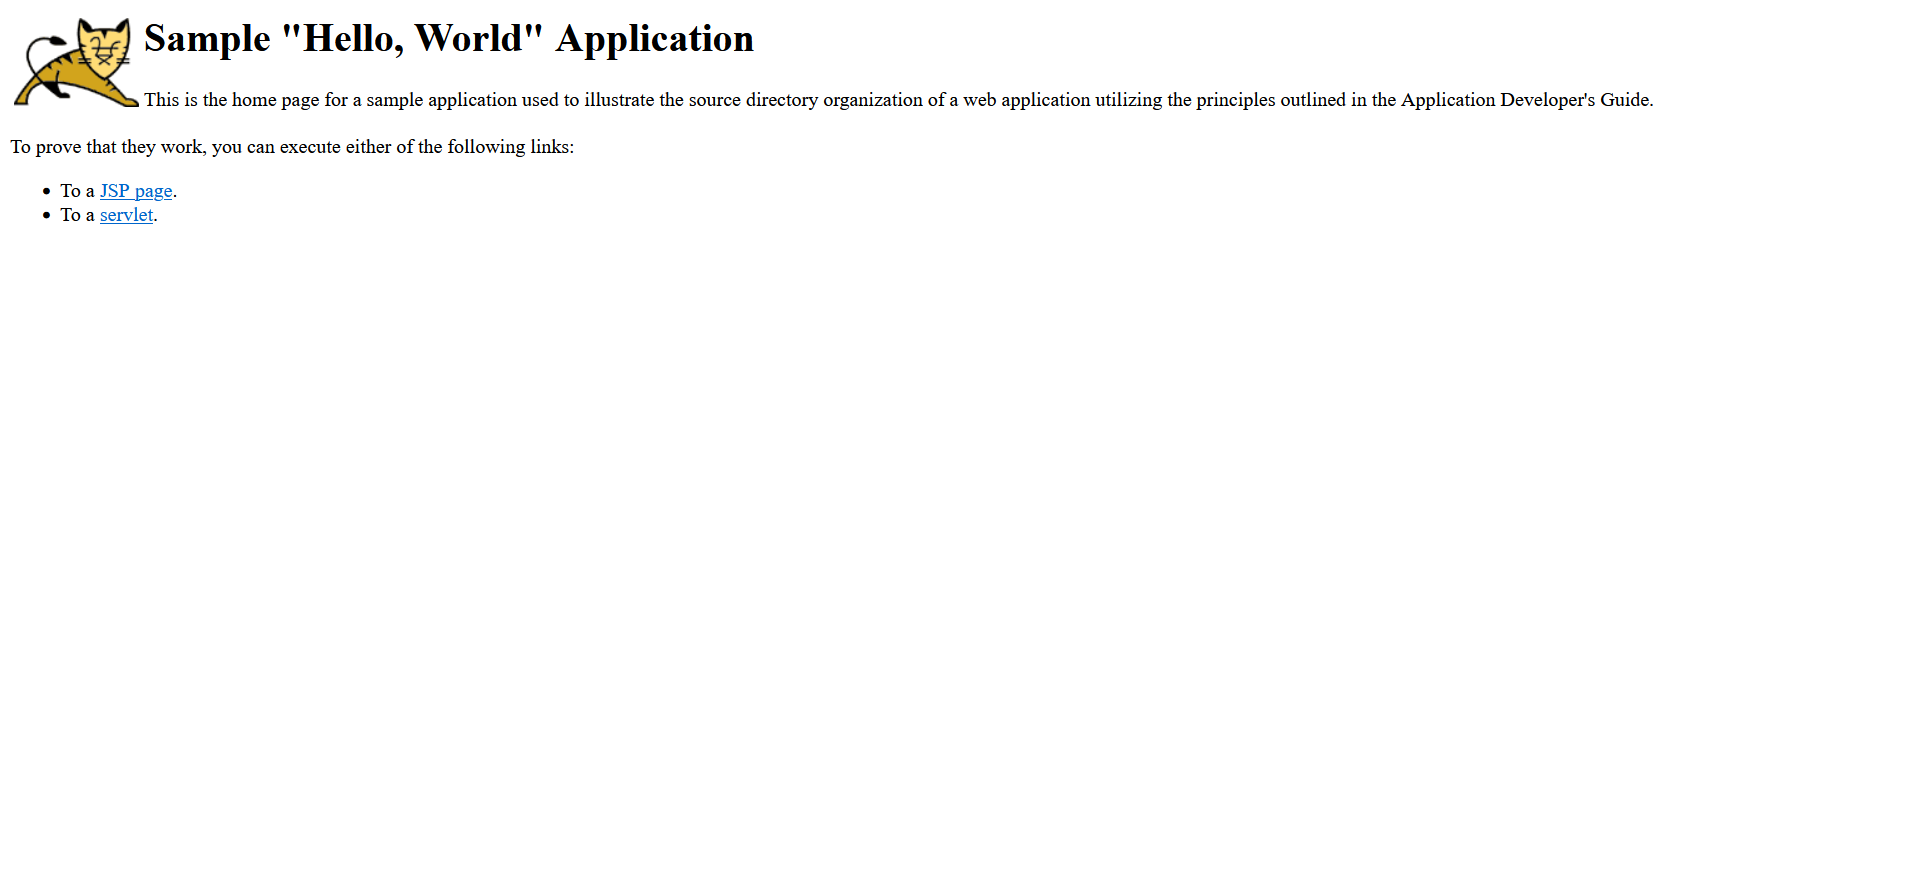 Sample "Hello, World" Application
This is the home page for a sample application used to illustrate the source directory organization of a web application utilizing the principles outlined in the Application Developer's Guide.
To prove that they work, you can execute either of the following links:
• To a JSP page.
• To a servlet.